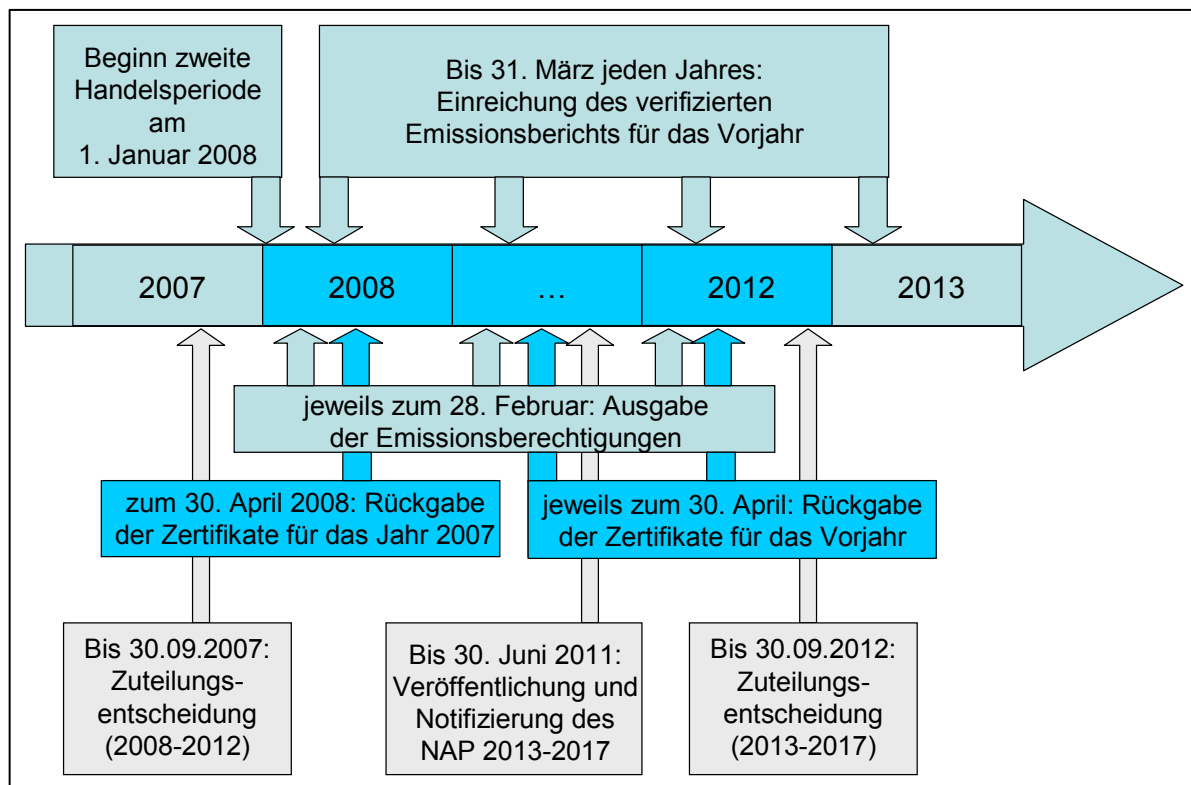 Beginn zweite
Handelsperiode
am
1. Januar 2008
Bis 31. März jeden Jahres:
Einreichung des verifizierten
Emissionsberichts für das Vorjahr
2007
2008
...
2012
2013
jeweils zum 28. Februar: Ausgabe
der Emissionsberechtigungen
zum 30. April 2008: Rückgabe
der Zertifikate für das Jahr 2007
jeweils zum 30. April: Rückgabe
der Zertifikate für das Vorjahr
Bis 30.09.2007:
Zuteilungs-
entscheidung
(2008-2012)
Bis 30. Juni 2011:
Veröffentlichung und
Notifizierung des
NAP 2013-2017
Bis 30.09.2012:
Zuteilungs-
entscheidung
(2013-2017)